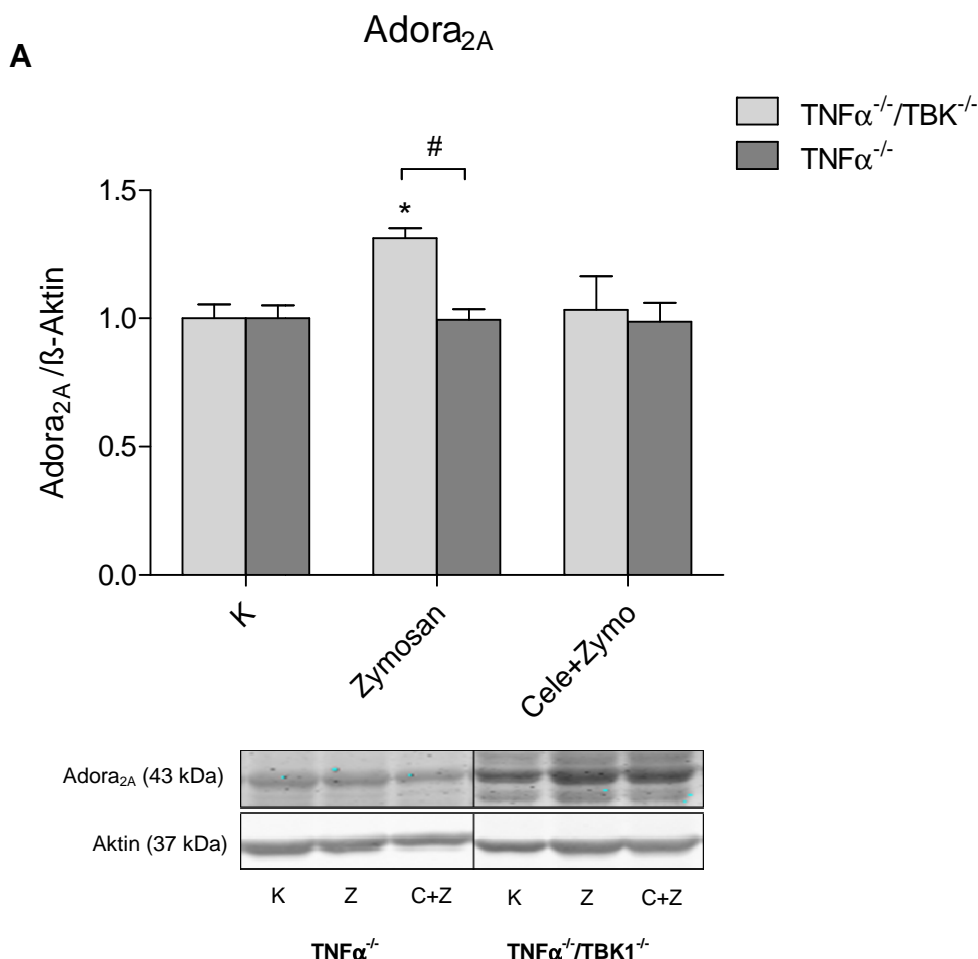 Adora2A
A
TNFα-/-/TBK-/-
TNFα-/-
#
*
1.5
1.0
0.5
0.0
Adora2A/ß-Aktin
K
Zymosan
Cele+Zymo
Adora2A (43 kDa)
Aktin (37 kDa)
K Z C+Z K Z C+Z
TNFα-/- TNFα-/-/TBK1-/-